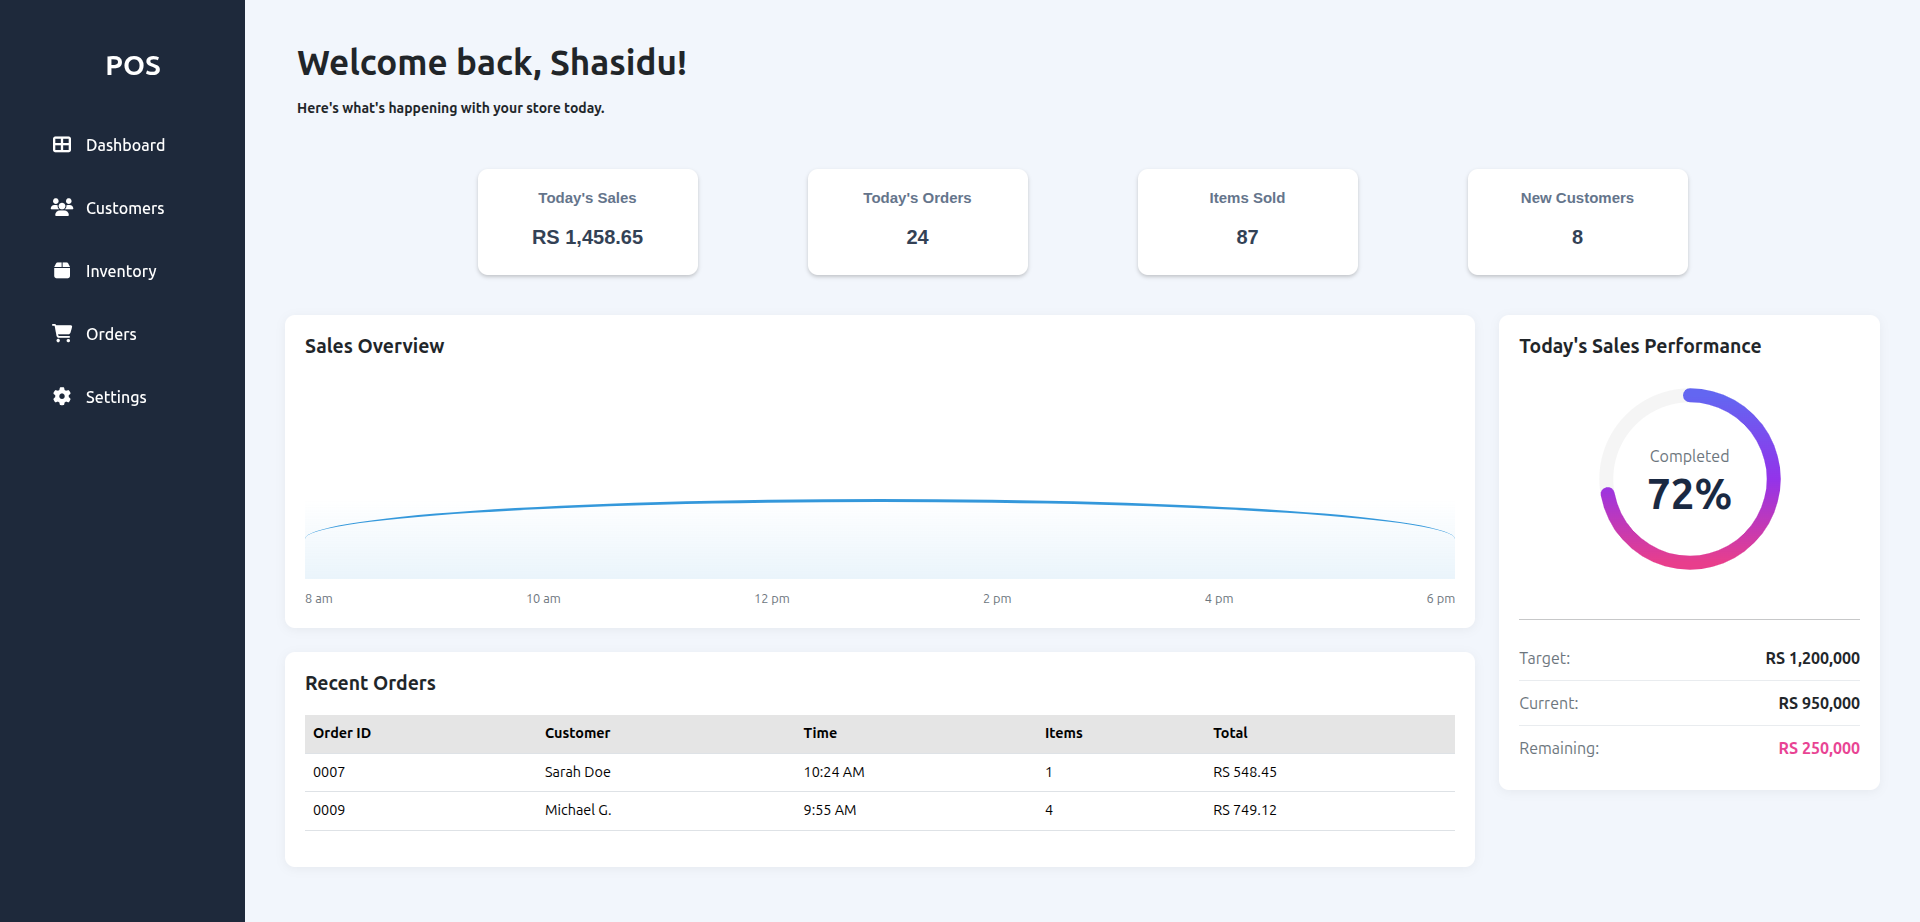 POS
Dashboard
Customers
Inventory
Orders
Settings
Welcome back, Shasidu!
Here's what's happening with your store today.
Today's Sales
RS 1,458.65
Today's Orders
24
Items Sold
87
New Customers
8
Sales Overview
8 am 10 am 12 pm 2 pm 4 pm 6 pm
Today's Sales Performance
Completed
72%
Target: RS 1,200,000
Current: RS 950,000
Remaining: RS 250,000
Recent Orders
Order ID Customer Time Items Total
0007 Sarah Doe 10:24 AM 1 RS 548.45
0009 Michael G. 9:55 AM 4 RS 749.12